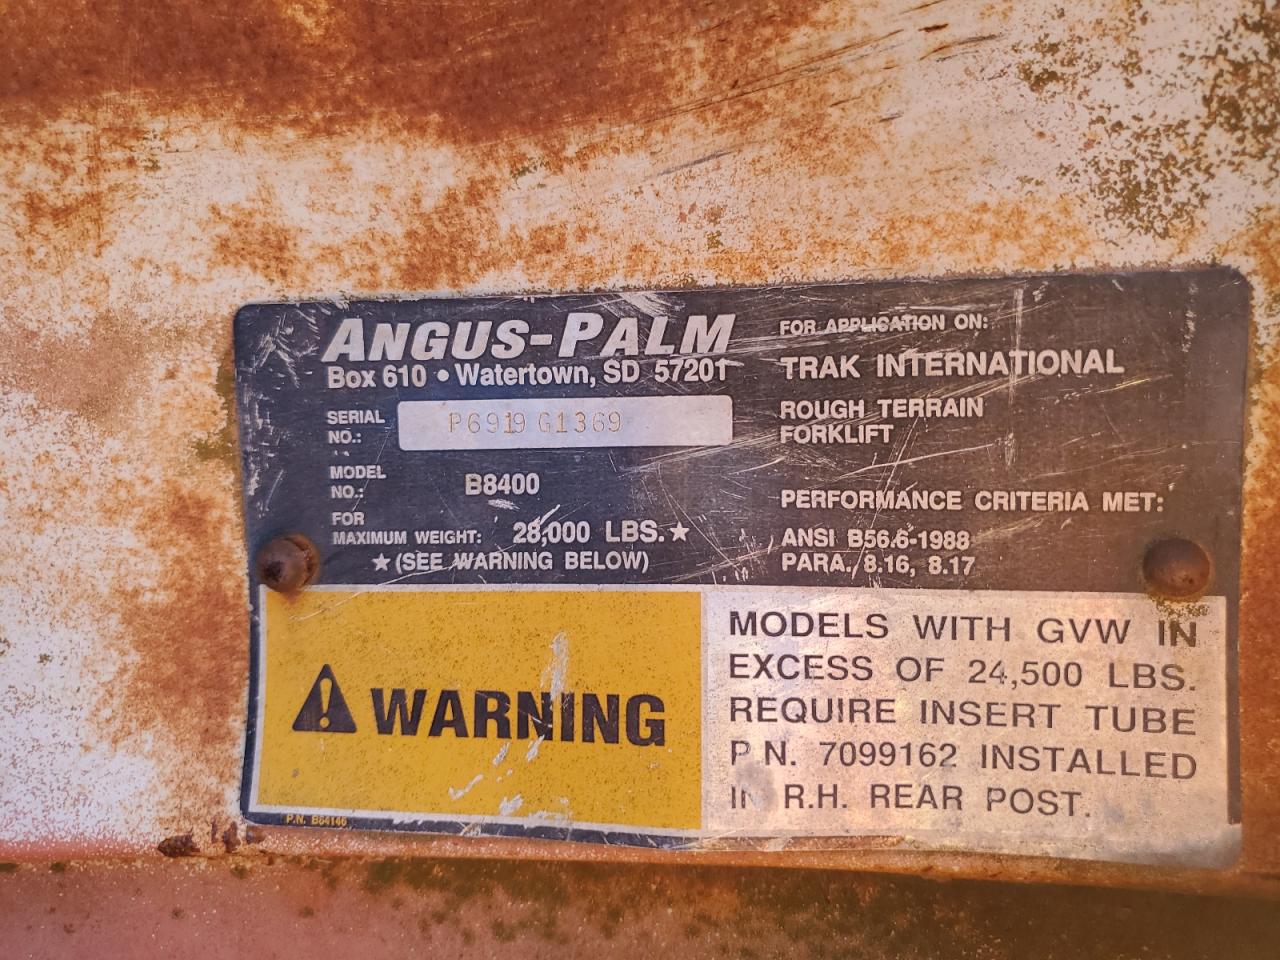 ANGUS-PALM
Box 610 • Watertown, SD 57201
SERIAL
NO.:
P6919 G1369
MODEL
NO.:
B8400
FOR
MAXIMUM WEIGHT: 28,000 LBS.★
★(SEE WARNING BELOW)
FOR APPLICATION ON:
TRAK INTERNATIONAL
ROUGH TERRAIN
FORKLIFT
PERFORMANCE CRITERIA MET:
ANSI B56.6-1988
PARA. 8.16, 8.17
WARNING
MODELS WITH GVW IN
EXCESS OF 24,500 LBS.
REQUIRE INSERT TUBE
P.N. 7099162 INSTALLED
IN R.H. REAR POST.
P.N. B64146